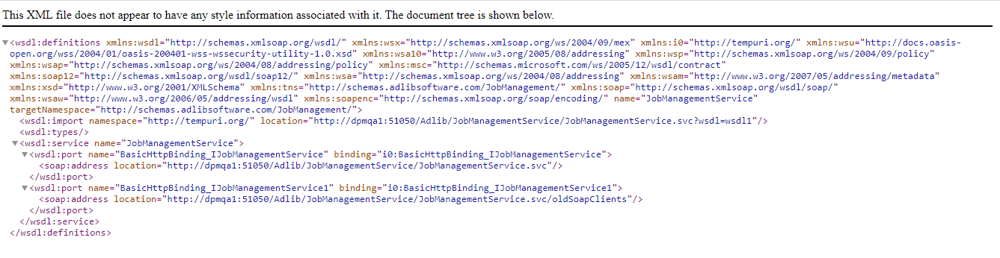 This XML file does not appear to have any style information associated with it. The document tree is shown below.
<wsdl:definitions xmlns:wsdl="http://schemas.xmlsoap.org/wsdl/" xmlns:wsx="http://schemas.xmlsoap.org/ws/2004/09/mex" xmlns:i0="http://tempuri.org/" xmlns:wsu="http://docs.oasis-
open.org/wss/2004/01/oasis-200401-wss-wssecurity-utility-1.0.xsd" xmlns:wsa10="http://www.w3.org/2005/08/addressing" xmlns:wsp="http://schemas.xmlsoap.org/ws/2004/09/policy"
xmlns:wsap="http://schemas.xmlsoap.org/ws/2004/08/addressing/policy" xmlns:msc="http://schemas.microsoft.com/ws/2005/12/wsdl/contract"
xmlns:soap12="http://schemas.xmlsoap.org/wsdl/soap12/" xmlns:wsa="http://schemas.xmlsoap.org/ws/2004/08/addressing" xmlns:wsam="http://www.w3.org/2007/05/addressing/metadata"
xmlns:xsd="http://www.w3.org/2001/XMLSchema" xmlns:tns="http://schemas.adlibsoftware.com/JobManagement/" xmlns:soap="http://schemas.xmlsoap.org/wsdl/soap/"
xmlns:wsaw="http://www.w3.org/2006/05/addressing/wsdl" xmlns:soapenc="http://schemas.xmlsoap.org/soap/encoding/" name="JobManagementService"
targetNamespace="http://schemas.adlibsoftware.com/JobManagement/">
<wsdl:import namespace="http://tempuri.org/" location="http://dpmqa1:51050/Adlib/JobManagementService/JobManagementService.svc?wsdl=wsdl1"/>
<wsdl:types/>
<wsdl:service name="JobManagementService">
<wsdl:port name="BasicHttpBinding_IJobManagementService" binding="i0:BasicHttpBinding_IJobManagementService">
<soap:address location="http://dpmqa1:51050/Adlib/JobManagementService/JobManagementService.svc"/>
</wsdl:port>
<wsdl:port name="BasicHttpBinding_IJobManagementService1" binding="i0:BasicHttpBinding_IJobManagementService1">
<soap:address location="http://dpmqa1:51050/Adlib/JobManagementService/JobManagementService.svc/oldSoapClients"/>
</wsdl:port>
</wsdl:service>
</wsdl:definitions>